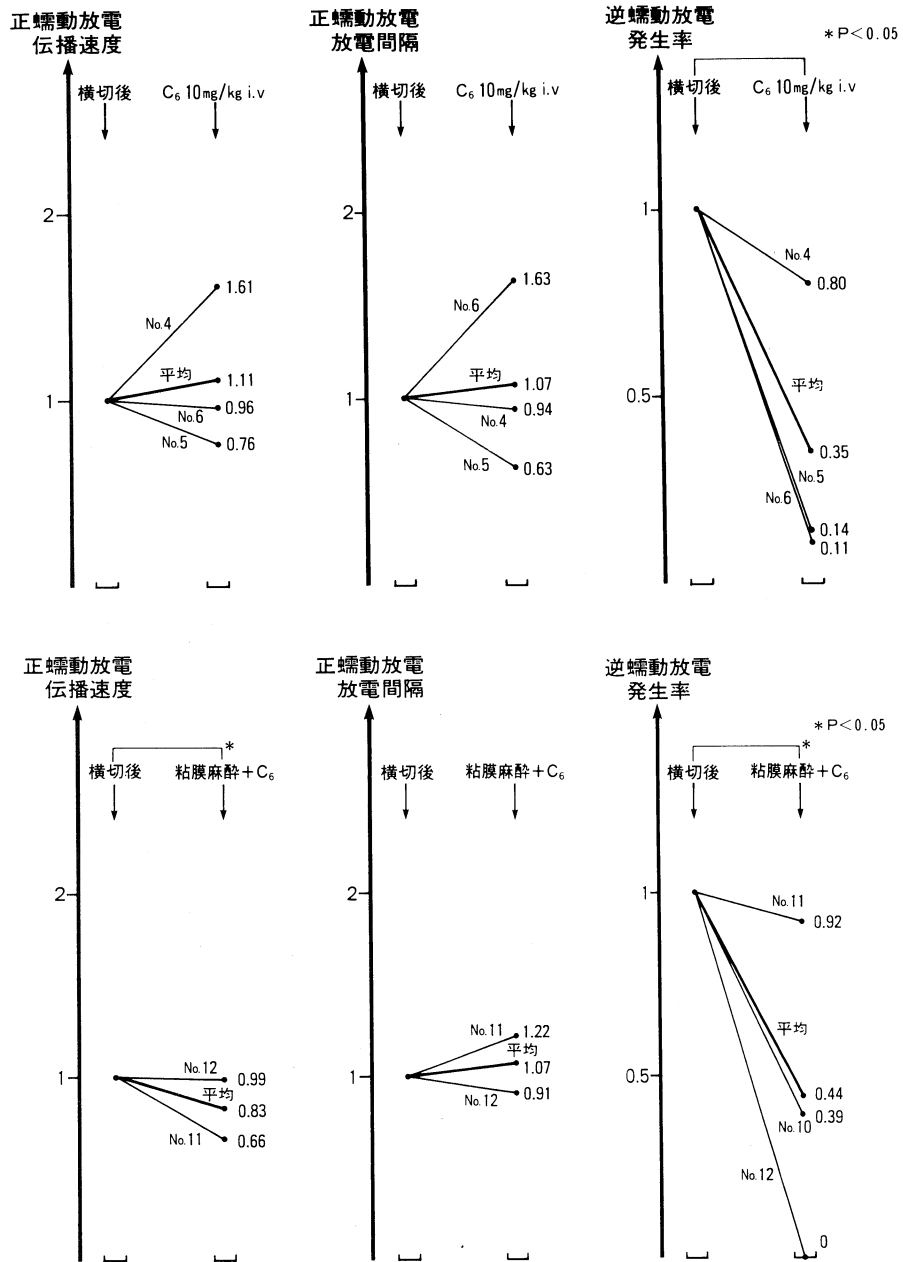 正蠕動放電
伝播速度
横切後 C₆ 10mg/kg i.v
2
1
No.4
平均
No.6
No.5
1.61
1.11
0.96
0.76
正蠕動放電
放電間隔
横切後 C₆ 10mg/kg i.v
2
1
No.6
平均
No.4
No.5
1.63
1.07
0.94
0.63
逆蠕動放電
発生率
*P<0.05
横切後 C₆ 10mg/kg i.v
1
0.5
No.4
平均
No.5
No.6
0.80
0.35
0.14
0.11
正蠕動放電
伝播速度
*
横切後 粘膜麻酔+C₆
2
1
No.12
平均
No.11
0.99
0.83
0.66
正蠕動放電
放電間隔
横切後 粘膜麻酔+C₆
2
1
No.11
平均
No.12
1.22
1.07
0.91
逆蠕動放電
発生率
*P<0.05
*
横切後 粘膜麻酔+C₆
1
0.5
No.11
平均
No.10
No.12
0.92
0.44
0.39
0